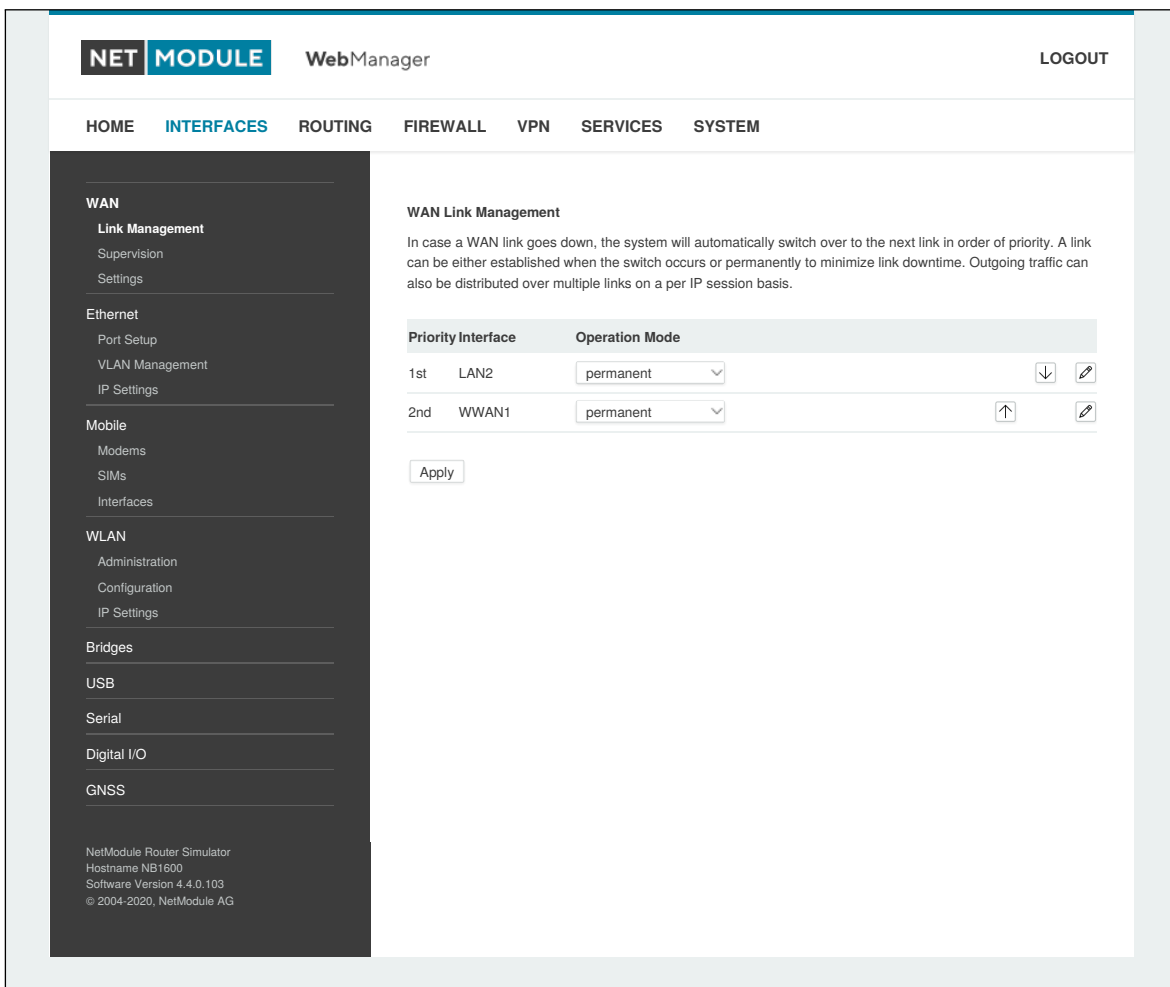 NET MODULE WebManager LOGOUT
HOME INTERFACES ROUTING FIREWALL VPN SERVICES SYSTEM
WAN
Link Management
Supervision
Settings
Ethernet
Port Setup
VLAN Management
IP Settings
Mobile
Modems
SIMs
Interfaces
WLAN
Administration
Configuration
IP Settings
Bridges
USB
Serial
Digital I/O
GNSS
NetModule Router Simulator
Hostname NB1600
Software Version 4.4.0.103
© 2004-2020, NetModule AG
WAN Link Management
In case a WAN link goes down, the system will automatically switch over to the next link in order of priority. A link
can be either established when the switch occurs or permanently to minimize link downtime. Outgoing traffic can
also be distributed over multiple links on a per IP session basis.
Priority Interface Operation Mode
1st LAN2 permanent
2nd WWAN1 permanent
Apply